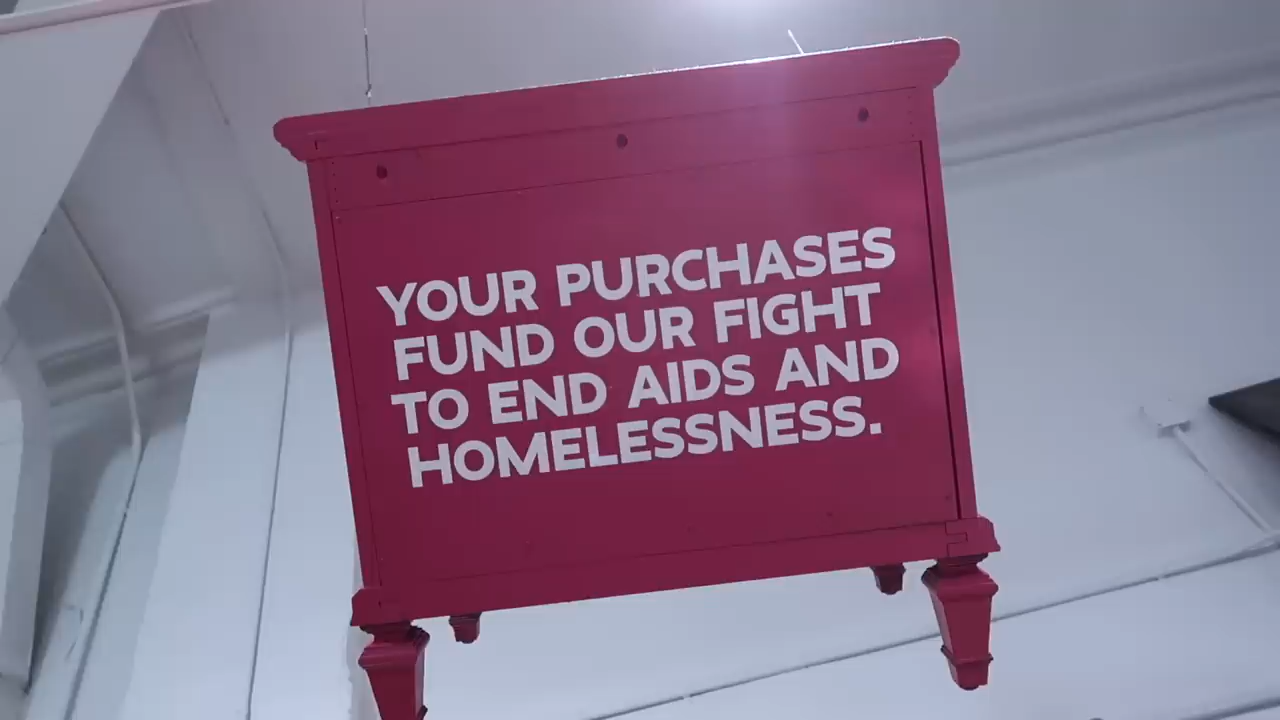 YOUR PURCHASES
FUND OUR FIGHT
TO END AIDS AND
HOMELESSNESS.